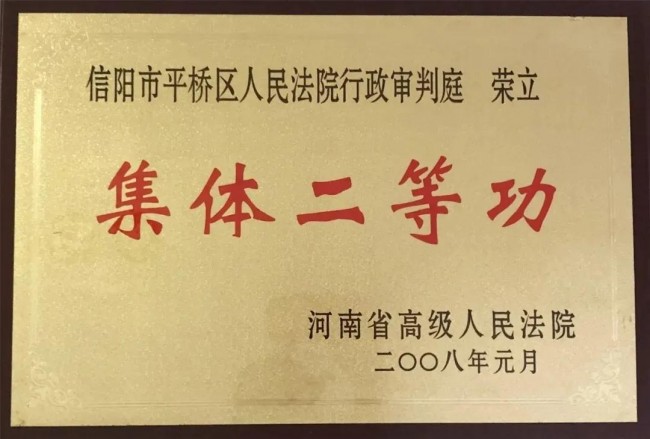 信阳市平桥区人民法院行政审判庭 荣立
集体二等功
河南省高级人民法院
二〇〇八年元月